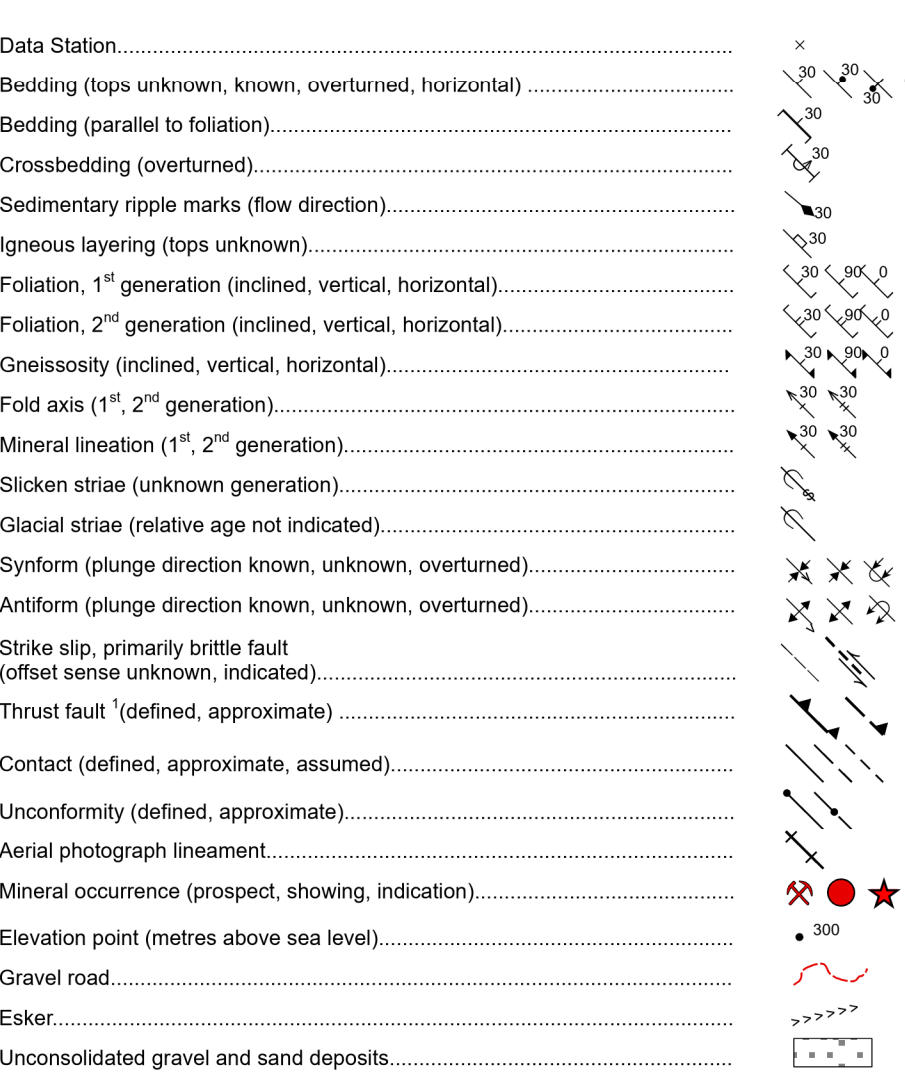 Data Station....................................................................................................... ×
Bedding (tops unknown, known, overturned, horizontal) ................................... 30 30 30
Bedding (parallel to foliation)............................................................................. 30
Crossbedding (overturned)................................................................................ 30
Sedimentary ripple marks (flow direction).......................................................... 30
Igneous layering (tops unknown)....................................................................... 30
Foliation, 1st generation (inclined, vertical, horizontal)....................................... 30 90 0
Foliation, 2nd generation (inclined, vertical, horizontal)...................................... 30 90 0
Gneissosity (inclined, vertical, horizontal).......................................................... 30 90 0
Fold axis (1st, 2nd generation)............................................................................. 30 30
Mineral lineation (1st, 2nd generation)................................................................. 30 30
Slicken striae (unknown generation).................................................................. S
Glacial striae (relative age not indicated)...........................................................
Synform (plunge direction known, unknown, overturned)..................................
Antiform (plunge direction known, unknown, overturned)..................................
Strike slip, primarily brittle fault
(offset sense unknown, indicated)......................................................................
Thrust fault 1(defined, approximate) ..................................................................
Contact (defined, approximate, assumed).........................................................
Unconformity (defined, approximate).................................................................
Aerial photograph lineament..............................................................................
Mineral occurrence (prospect, showing, indication)...........................................
Elevation point (metres above sea level)........................................................... 300
Gravel road........................................................................................................
Esker..................................................................................................................
Unconsolidated gravel and sand deposits.........................................................